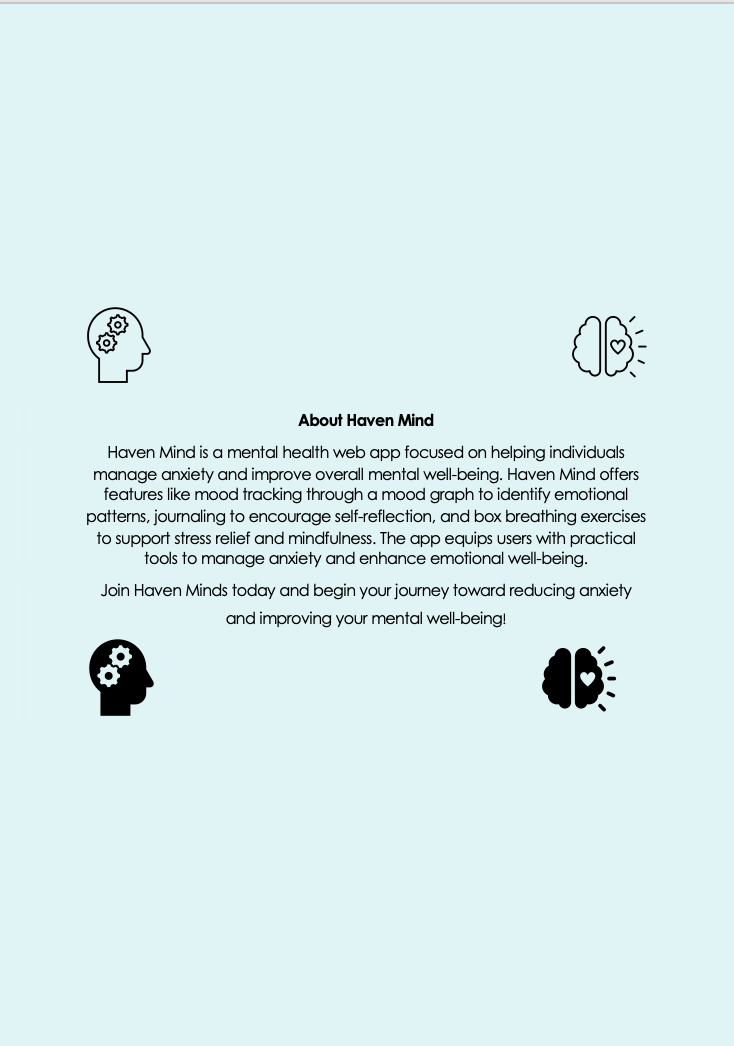 About Haven Mind
Haven Mind is a mental health web app focused on helping individuals
manage anxiety and improve overall mental well-being. Haven Mind offers
features like mood tracking through a mood graph to identify emotional
patterns, journaling to encourage self-reflection, and box breathing exercises
to support stress relief and mindfulness. The app equips users with practical
tools to manage anxiety and enhance emotional well-being.
Join Haven Minds today and begin your journey toward reducing anxiety
and improving your mental well-being!